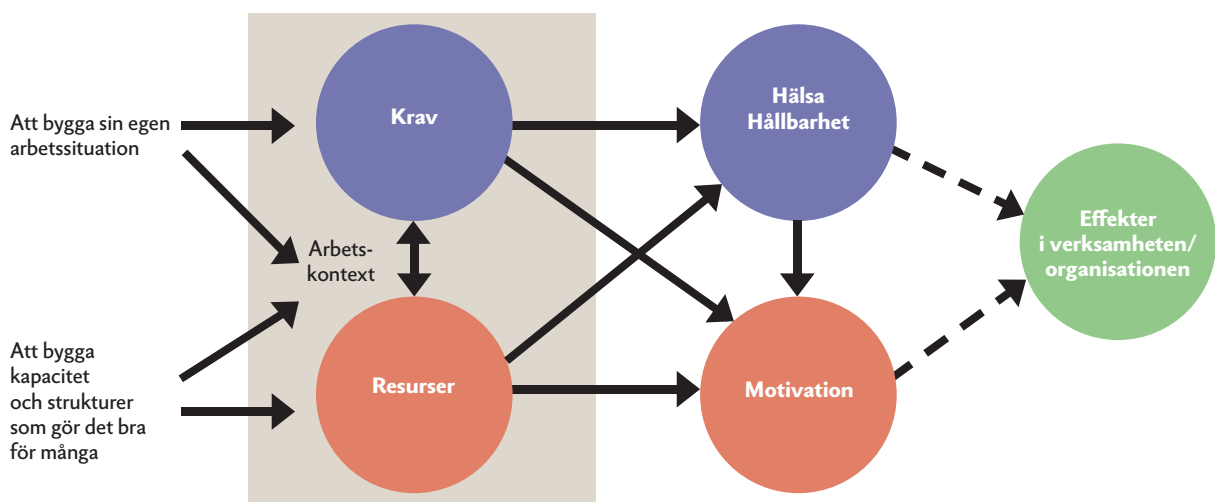 Att bygga sin egen
arbetssituation
Att bygga
kapacitet
och strukturer
som gör det bra
för många
Krav
Arbets-
kontext
Resurser
Hälsa
Hållbarhet
Motivation
Effekter
i verksamheten/
organisationen